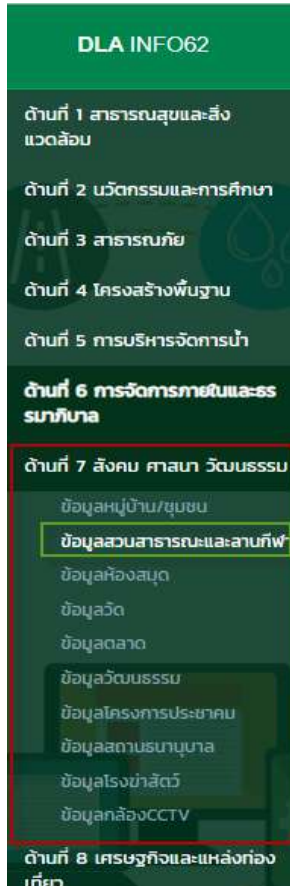 DLA INFO62
ด้านที่ 1 สาธารณสุขและสิ่ง
แวดล้อม
ด้านที่ 2 นวัตกรรมและการศึกษา
ด้านที่ 3 สาธารณภัย
ด้านที่ 4 โครงสร้างพื้นฐาน
ด้านที่ 5 การบริหารจัดการน้ำ
ด้านที่ 6 การจัดการภายในและธร
รมาภิบาล
ด้านที่ 7 สังคม ศาสนา วัฒนธรรม
ข้อมูลหมู่บ้าน/ชุมชน
ข้อมูลสวนสาธารณะและลานกีฬา
ข้อมูลห้องสมุด
ข้อมูลวัด
ข้อมูลตลาด
ข้อมูลวัฒนธรรม
ข้อมูลโครงการประชาคม
ข้อมูลสถานธนานุบาล
ข้อมูลโรงฆ่าสัตว์
ข้อมูลกล้องCCTV
ด้านที่ 8 เศรษฐกิจและแหล่งท่อง
เที่ยว